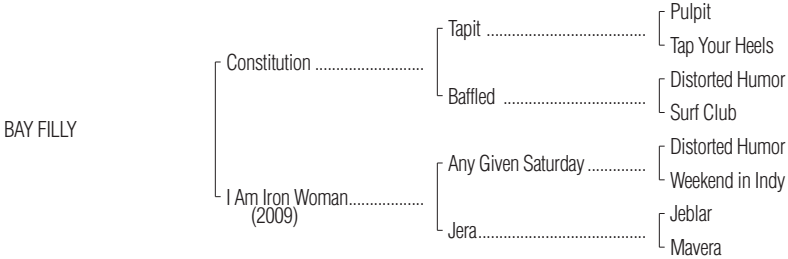 Pulpit
Tapit ......................................
Tap Your Heels
Constitution ..........................
Distorted Humor
Baffled ..................................
Surf Club
BAY FILLY
Distorted Humor
Any Given Saturday ..............
Weekend in Indy
I Am Iron Woman..................
(2009)
Jeblar
Jera........................................
Mavera